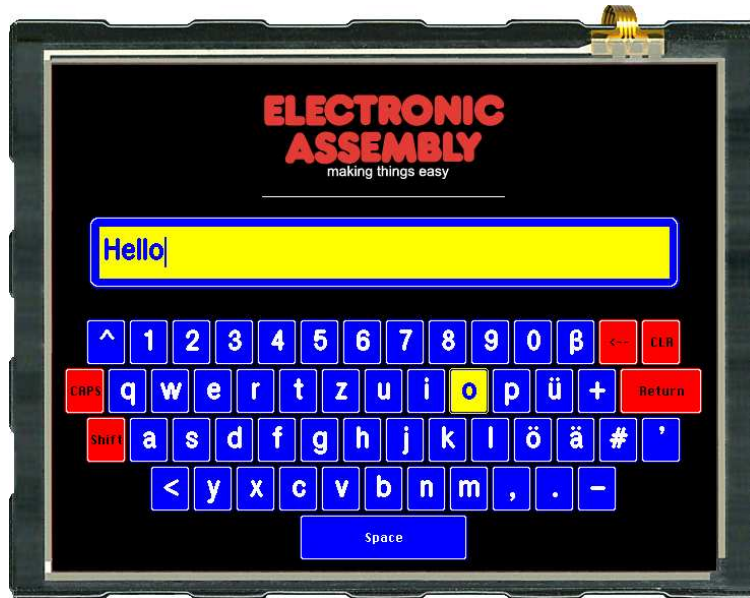 ELECTRONIC
ASSEMBLY
making things easy
Hello
^ 1 2 3 4 5 6 7 8 9 0 β <-- CLR
CAPS q w e r t z u i o p ü + Return
Shift a s d f g h j k l ö ä # '
< y x c v b n m , . -
Space